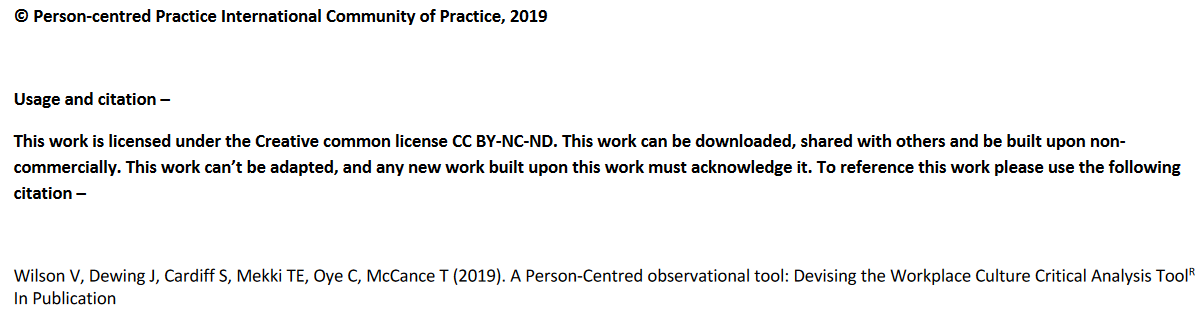 © Person-centred Practice International Community of Practice, 2019
Usage and citation –
This work is licensed under the Creative common license CC BY-NC-ND. This work can be downloaded, shared with others and be built upon non-
commercially. This work can’t be adapted, and any new work built upon this work must acknowledge it. To reference this work please use the following
citation –
Wilson V, Dewing J, Cardiff S, Mekki TE, Oye C, McCance T (2019). A Person-Centred observational tool: Devising the Workplace Culture Critical Analysis Toolᴿ
In Publication